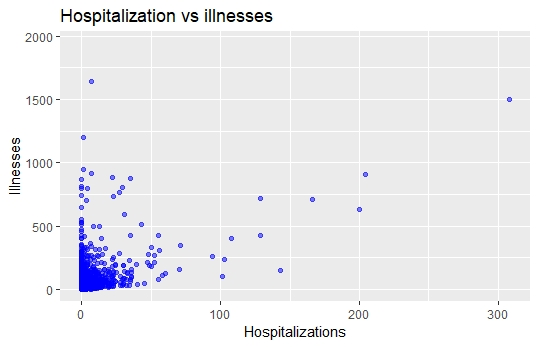 Hospitalization vs illnesses
2000
1500
1000
500
0
Illnesses
0 100 200 300
Hospitalizations